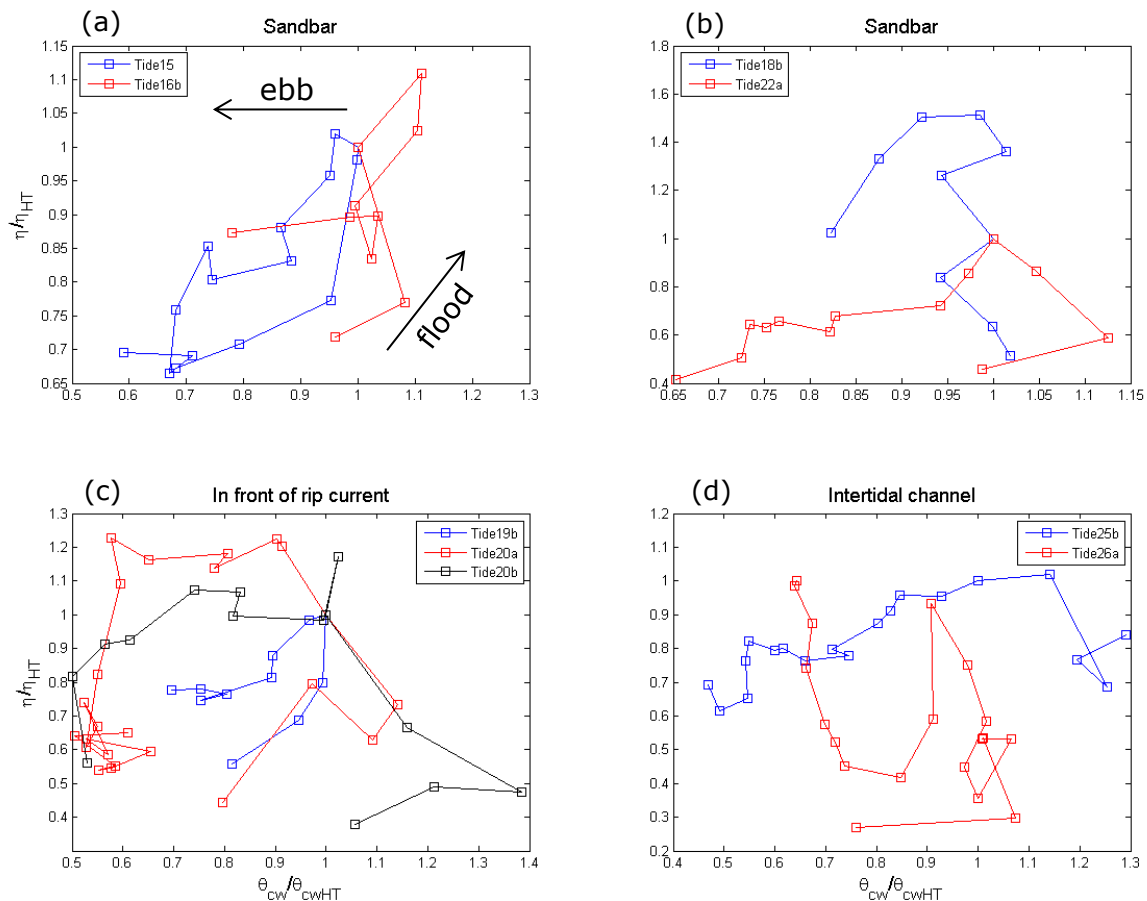 (a)
Sandbar
Tide15
Tide16b
ebb
flood
η/η_HT
1.15
1.1
1.05
1
0.95
0.9
0.85
0.8
0.75
0.7
0.65
0.5 0.6 0.7 0.8 0.9 1 1.1 1.2 1.3
(b)
Sandbar
Tide18b
Tide22a
1.8
1.6
1.4
1.2
1
0.8
0.6
0.4
0.65 0.7 0.75 0.8 0.85 0.9 0.95 1 1.05 1.1 1.15
(c)
In front of rip current
Tide19b
Tide20a
Tide20b
η/η_HT
1.3
1.2
1.1
1
0.9
0.8
0.7
0.6
0.5
0.4
0.5 0.6 0.7 0.8 0.9 1 1.1 1.2 1.3 1.4
θ_cw/θ_cwHT
(d)
Intertidal channel
Tide25b
Tide26a
1.2
1.1
1
0.9
0.8
0.7
0.6
0.5
0.4
0.3
0.2
0.4 0.5 0.6 0.7 0.8 0.9 1 1.1 1.2 1.3
θ_cw/θ_cwHT